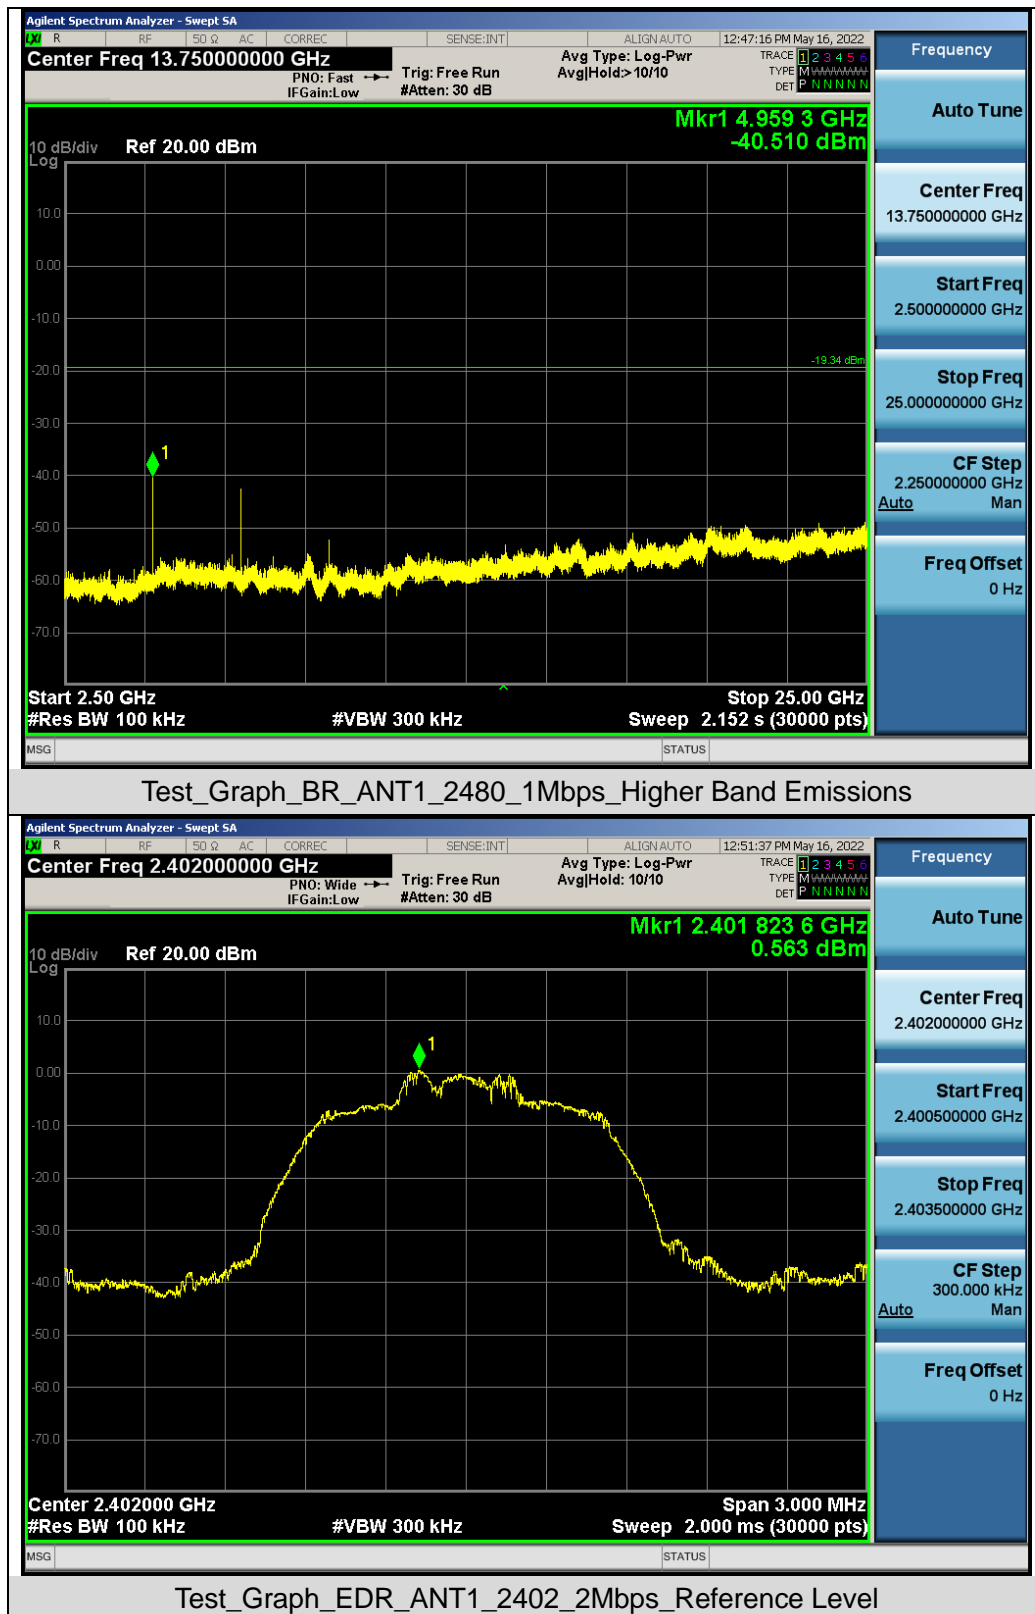 Agilent Spectrum Analyzer - Swept SA
LXI R RF 50 Ω AC CORREC SENSE:INT ALIGN AUTO 12:47:16 PM May 16, 2022
Center Freq 13.750000000 GHz
PNO: Fast
IFGain:Low
Trig: Free Run
#Atten: 30 dB
Avg Type: Log-Pwr
Avg|Hold:> 10/10
TRACE 1 2 3 4 5 6
TYPE M
DET P N N N N N
Mkr1 4.959 3 GHz
-40.510 dBm
10 dB/div Ref 20.00 dBm
Log
10.0
0.00
-10.0
-19.34 dBm
-20.0
-30.0
1
-40.0
-50.0
-60.0
-70.0
Start 2.50 GHz Stop 25.00 GHz
#Res BW 100 kHz #VBW 300 kHz Sweep 2.152 s (30000 pts)
MSG STATUS
Frequency
Auto Tune
Center Freq
13.750000000 GHz
Start Freq
2.500000000 GHz
Stop Freq
25.000000000 GHz
CF Step
2.250000000 GHz
Auto Man
Freq Offset
0 Hz
Test_Graph_BR_ANT1_2480_1Mbps_Higher Band Emissions
Agilent Spectrum Analyzer - Swept SA
LXI R RF 50 Ω AC CORREC SENSE:INT ALIGN AUTO 12:51:37 PM May 16, 2022
Center Freq 2.402000000 GHz
PNO: Wide
IFGain:Low
Trig: Free Run
#Atten: 30 dB
Avg Type: Log-Pwr
Avg|Hold: 10/10
TRACE 1 2 3 4 5 6
TYPE M
DET P N N N N N
Mkr1 2.401 823 6 GHz
0.563 dBm
10 dB/div Ref 20.00 dBm
Log
10.0
1
0.00
-10.0
-20.0
-30.0
-40.0
-50.0
-60.0
-70.0
Center 2.402000 GHz Span 3.000 MHz
#Res BW 100 kHz #VBW 300 kHz Sweep 2.000 ms (30000 pts)
MSG STATUS
Frequency
Auto Tune
Center Freq
2.402000000 GHz
Start Freq
2.400500000 GHz
Stop Freq
2.403500000 GHz
CF Step
300.000 kHz
Auto Man
Freq Offset
0 Hz
Test_Graph_EDR_ANT1_2402_2Mbps_Reference Level